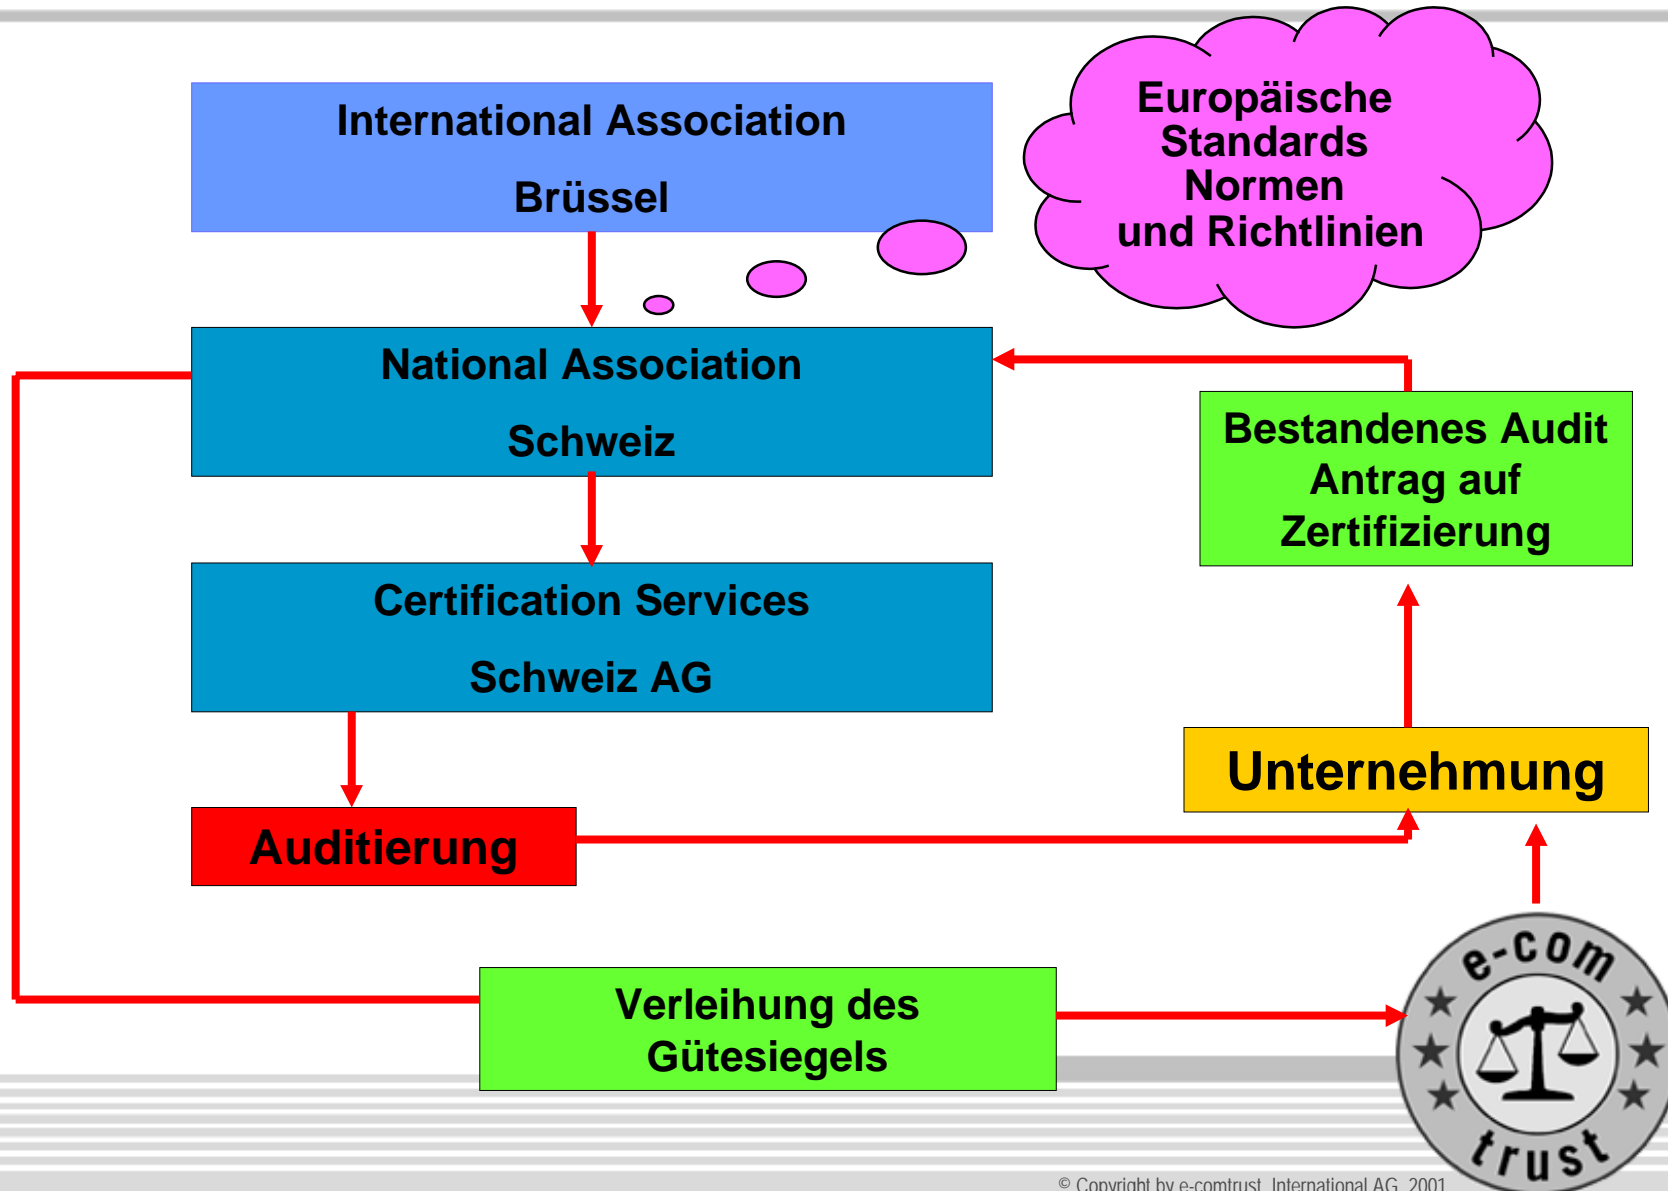 International Association
Brüssel
Europäische
Standards
Normen
und Richtlinien
National Association
Schweiz
Bestandenes Audit
Antrag auf
Zertifizierung
Certification Services
Schweiz AG
Unternehmung
Auditierung
Verleihung des
Gütesiegels
e-com
trust
© Copyright by e-comtrust International AG, 2001